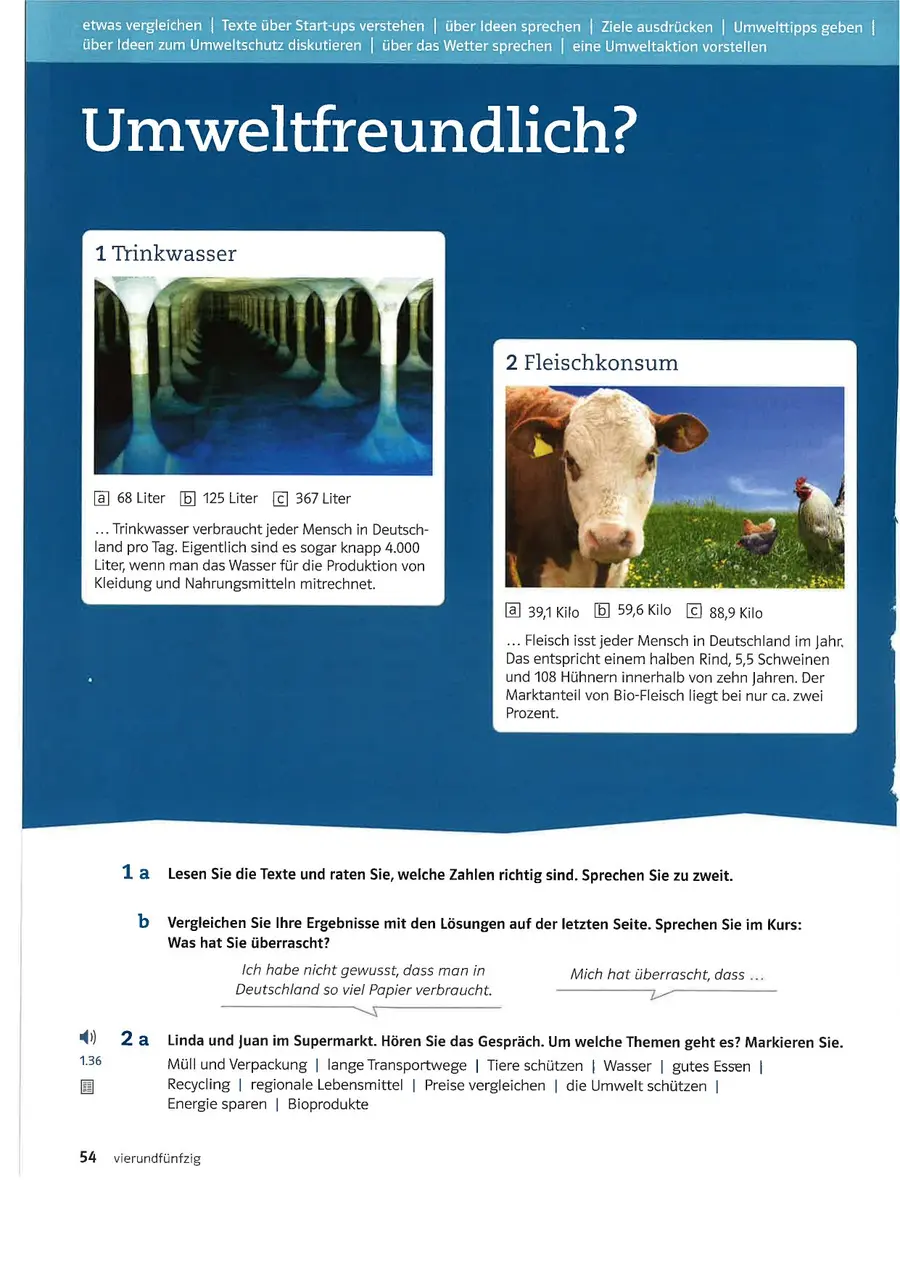 etwas vergleichen | Texte über Start-ups verstehen | über Ideen sprechen | Ziele ausdrücken | Umwelttipps geben |
über Ideen zum Umweltschutz diskutieren | über das Wetter sprechen | eine Umweltaktion vorstellen
Umweltfreundlich?
1 Trinkwasser
a 68 Liter b 125 Liter c 367 Liter
... Trinkwasser verbraucht jeder Mensch in Deutsch-
land pro Tag. Eigentlich sind es sogar knapp 4.000
Liter, wenn man das Wasser für die Produktion von
Kleidung und Nahrungsmitteln mitrechnet.
2 Fleischkonsum
a 39,1 Kilo b 59,6 Kilo c 88,9 Kilo
... Fleisch isst jeder Mensch in Deutschland im Jahr.
Das entspricht einem halben Rind, 5,5 Schweinen
und 108 Hühnern innerhalb von zehn Jahren. Der
Marktanteil von Bio-Fleisch liegt bei nur ca. zwei
Prozent.
1 a Lesen Sie die Texte und raten Sie, welche Zahlen richtig sind. Sprechen Sie zu zweit.
b Vergleichen Sie Ihre Ergebnisse mit den Lösungen auf der letzten Seite. Sprechen Sie im Kurs:
Was hat Sie überrascht?
Ich habe nicht gewusst, dass man in
Deutschland so viel Papier verbraucht.
Mich hat überrascht, dass ...
2 a Linda und Juan im Supermarkt. Hören Sie das Gespräch. Um welche Themen geht es? Markieren Sie.
1.36
Müll und Verpackung | lange Transportwege | Tiere schützen | Wasser | gutes Essen |
Recycling | regionale Lebensmittel | Preise vergleichen | die Umwelt schützen |
Energie sparen | Bioprodukte
54 vierundfünfzig